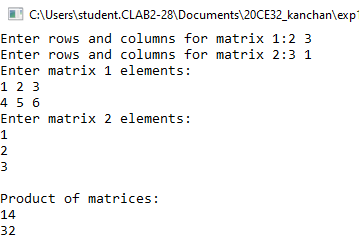 C:\Users\student.CLAB2-28\Documents\20CE32_kanchan\exp1
Enter rows and columns for matrix 1:2 3
Enter rows and columns for matrix 2:3 1
Enter matrix 1 elements:
1 2 3
4 5 6
Enter matrix 2 elements:
1
2
3
Product of matrices:
14
32